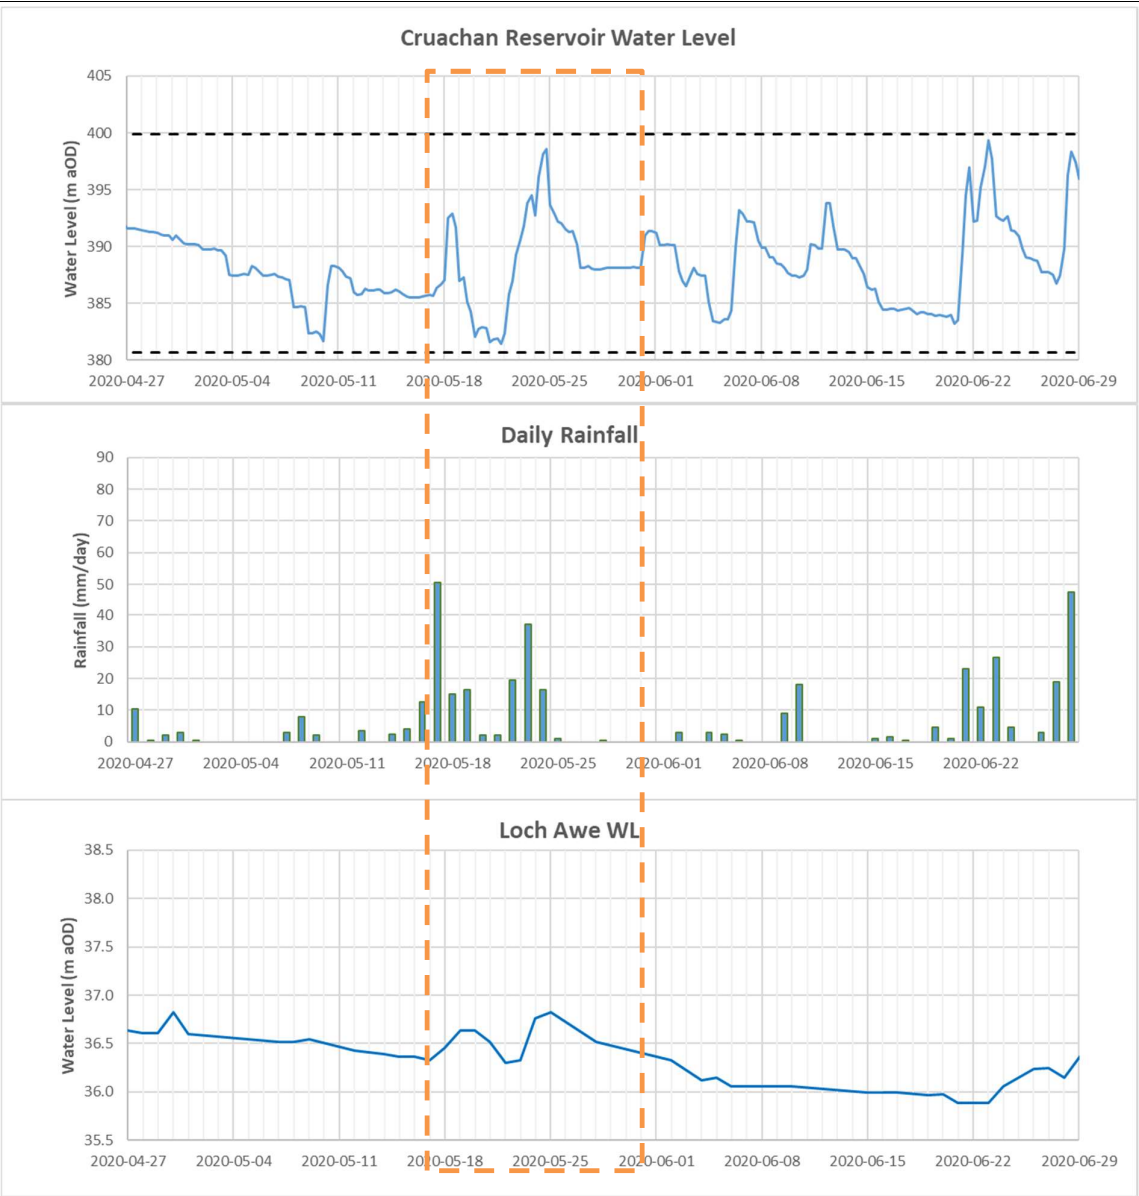 Cruachan Reservoir Water Level
Water Level (m aOD)
405
400
395
390
385
380
2020-04-27 2020-05-04 2020-05-11 2020-05-18 2020-05-25 2020-06-01 2020-06-08 2020-06-15 2020-06-22 2020-06-29
Daily Rainfall
Rainfall (mm/day)
90
80
70
60
50
40
30
20
10
0
2020-04-27 2020-05-04 2020-05-11 2020-05-18 2020-05-25 2020-06-01 2020-06-08 2020-06-15 2020-06-22
Loch Awe WL
Water Level (m aOD)
38.5
38.0
37.5
37.0
36.5
36.0
35.5
2020-04-27 2020-05-04 2020-05-11 2020-05-18 2020-05-25 2020-06-01 2020-06-08 2020-06-15 2020-06-22 2020-06-29